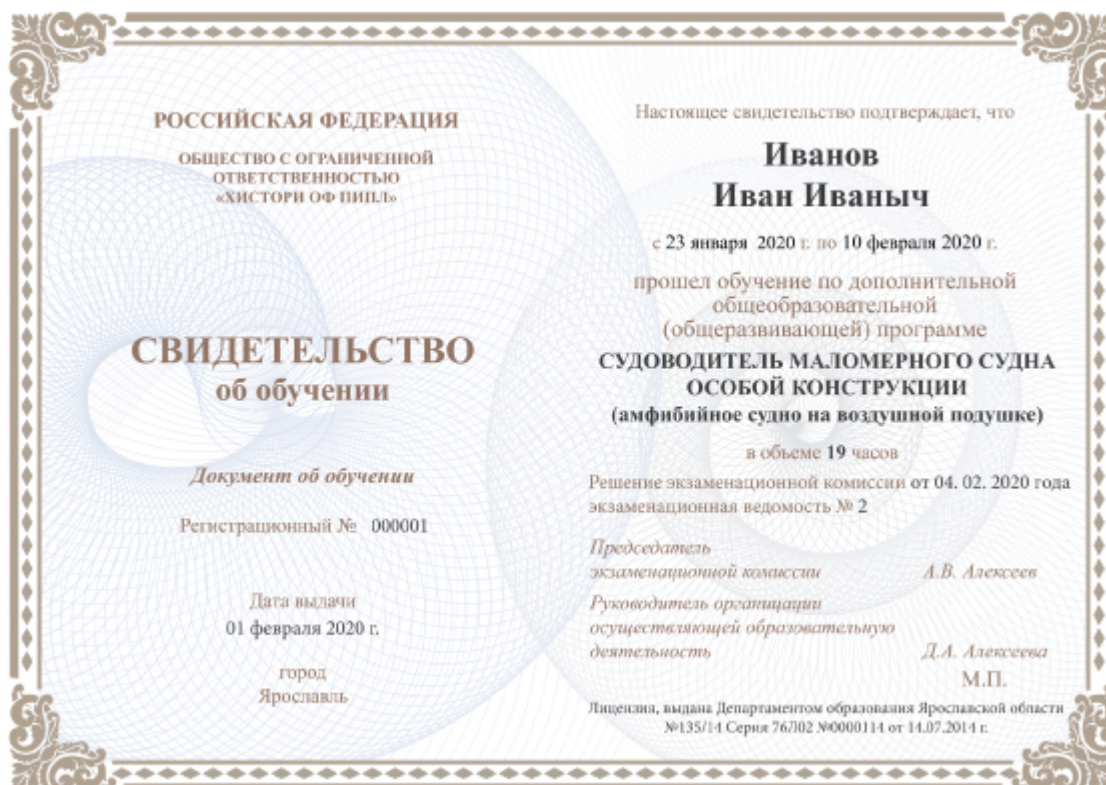 РОССИЙСКАЯ ФЕДЕРАЦИЯ
ОБЩЕСТВО С ОГРАНИЧЕННОЙ
ОТВЕТСТВЕННОСТЬЮ
«ХИСТОРИ ОФ ПИПЛ»
СВИДЕТЕЛЬСТВО
об обучении
Документ об обучении
Регистрационный № 000001
Дата выдачи
01 февраля 2020 г.
город
Ярославль
Настоящее свидетельство подтверждает, что
Иванов
Иван Иваныч
с 23 января 2020 г. по 10 февраля 2020 г.
прошел обучение по дополнительной
общеобразовательной
(общеразвивающей) программе
СУДОВОДИТЕЛЬ МАЛОМЕРНОГО СУДНА
ОСОБОЙ КОНСТРУКЦИИ
(амфибийное судно на воздушной подушке)
в объеме 19 часов
Решение экзаменационной комиссии от 04. 02. 2020 года
экзаменационная ведомость № 2
Председатель
экзаменационной комиссии А.В. Алексеев
Руководитель органицации
осуществляющей образовательную
деятельность Д.А. Алексеева
М.П.
Лицензия, выдана Департаментом образования Ярославской области
№135/14 Серия 76Л02 №0000114 от 14.07.2014 г.